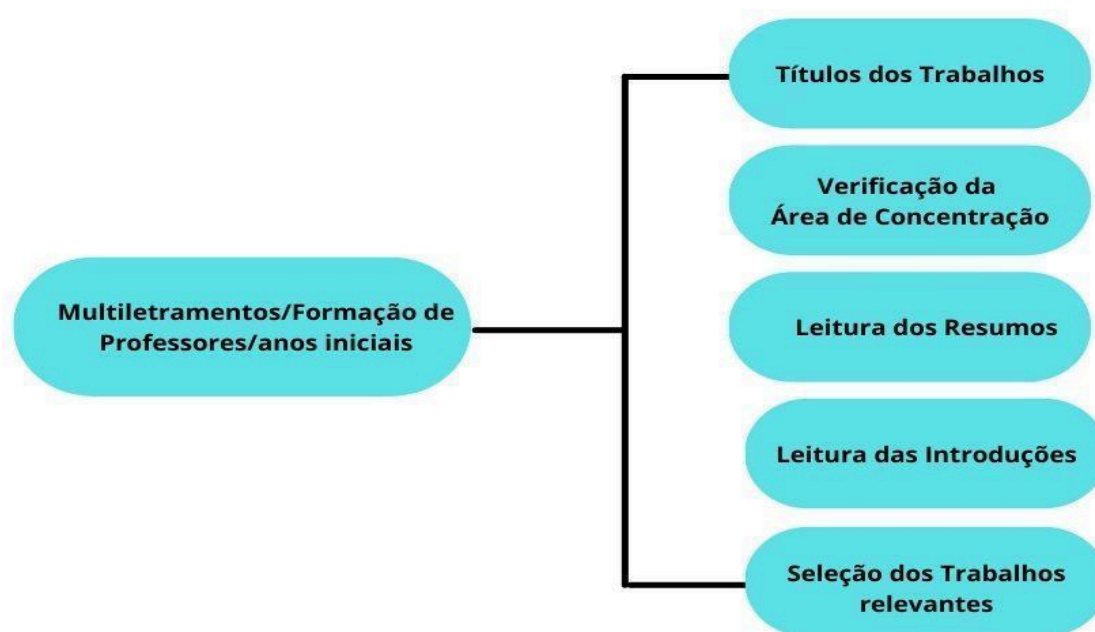 Títulos dos Trabalhos
Verificação da
Área de Concentração
Multiletramentos/Formação de
Professores/anos iniciais
Leitura dos Resumos
Leitura das Introduções
Seleção dos Trabalhos
relevantes